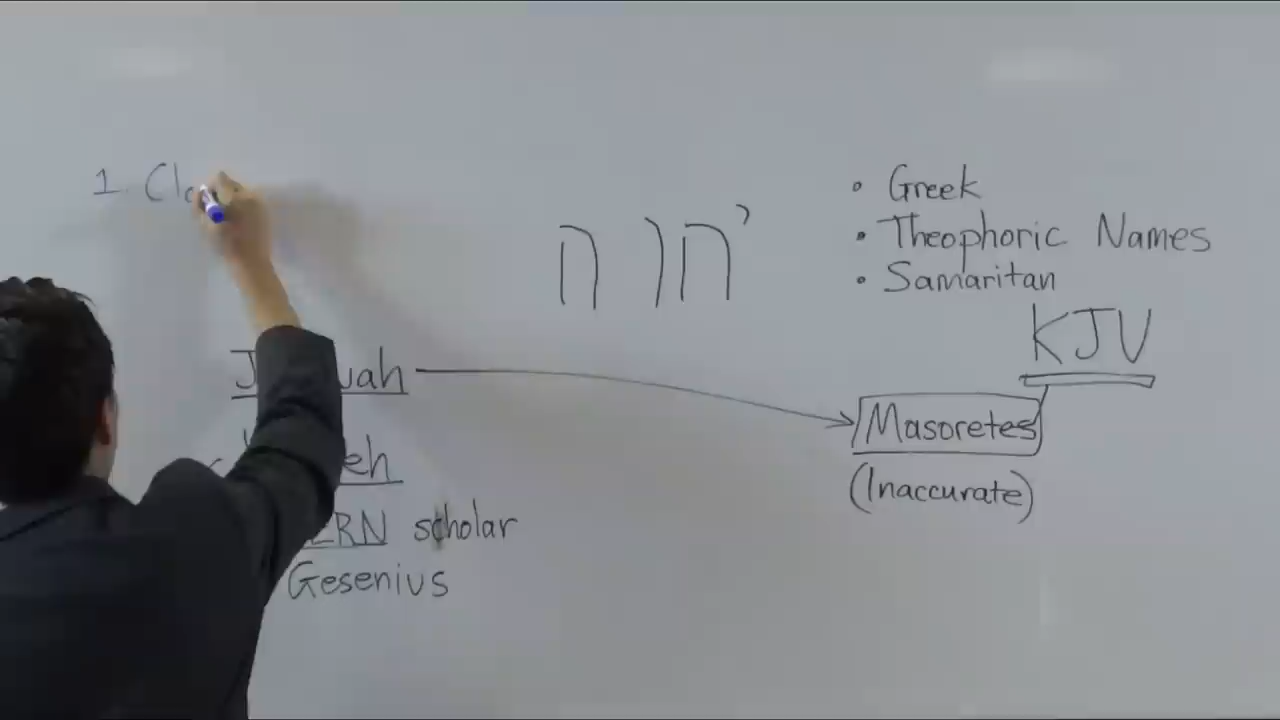 1 Cl
יהוה
• Greek
• Theophoric Names
• Samaritan
KJV
Masoretes
(Inaccurate)
scholar
Gesenius